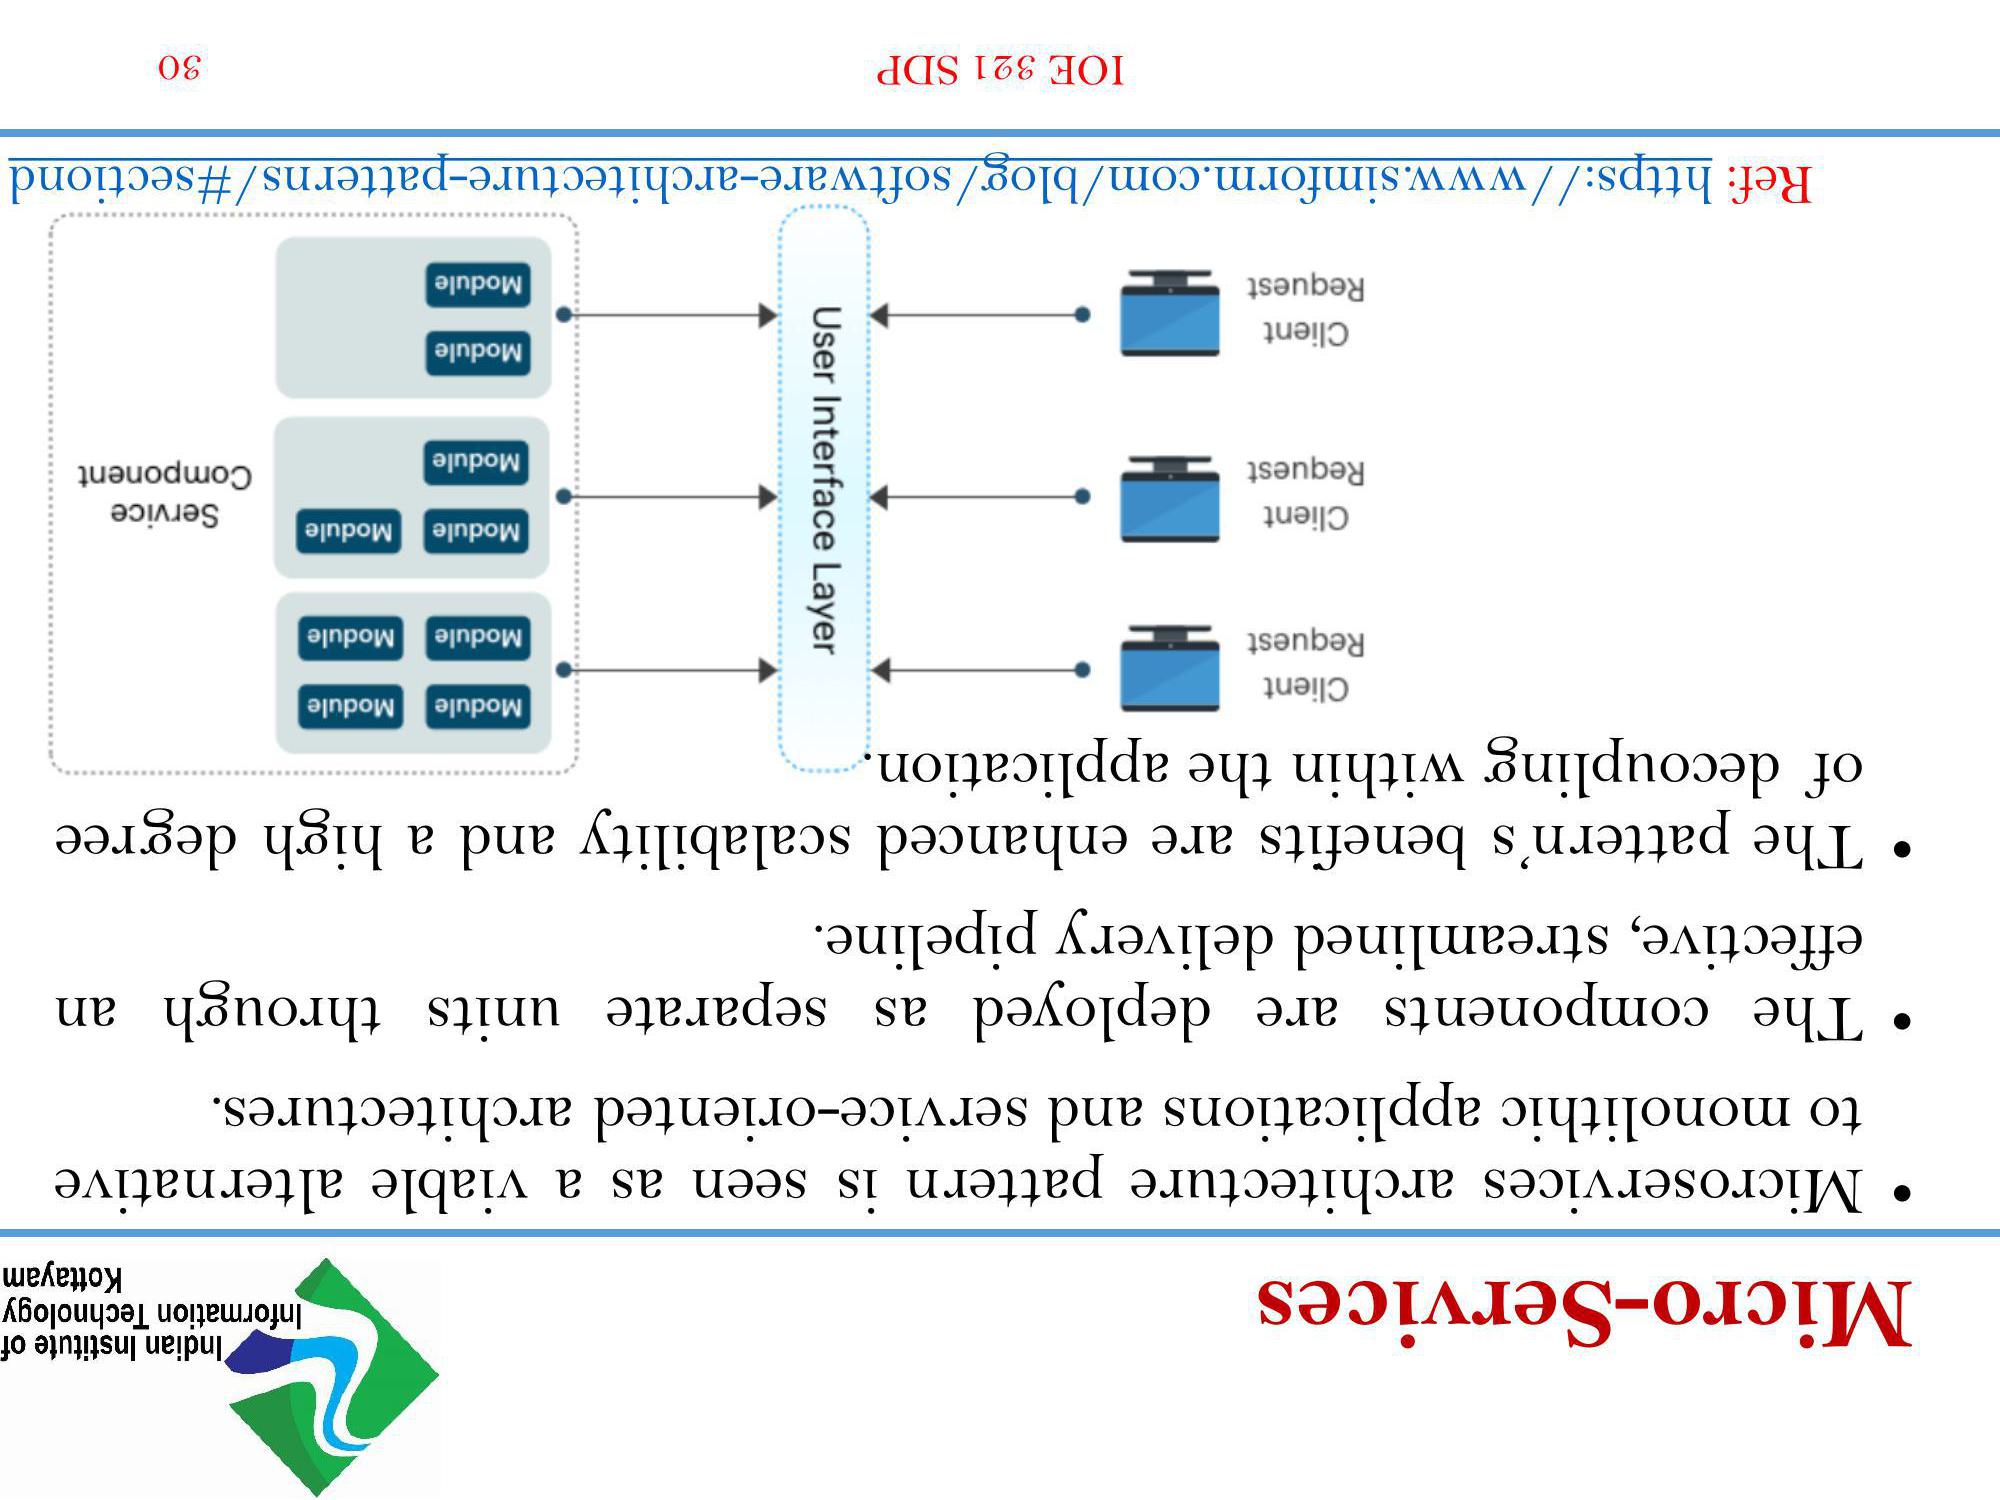 Micro-Services
Indian Institute of
Information Technology
Kottayam
• Microservices architecture pattern is seen as a viable alternative
to monolithic applications and service-oriented architectures.
• The components are deployed as separate units through an
effective, streamlined delivery pipeline.
• The pattern's benefits are enhanced scalability and a high degree
of decoupling within the application.
Client
Request
Client
Request
Client
Request
User Interface Layer
Module Module
Module Module
Module Module
Module
Module
Module
Service
Component
Ref: https://www.simform.com/blog/software-architecture-patterns/#sectiond
IOE 321 SDP
30